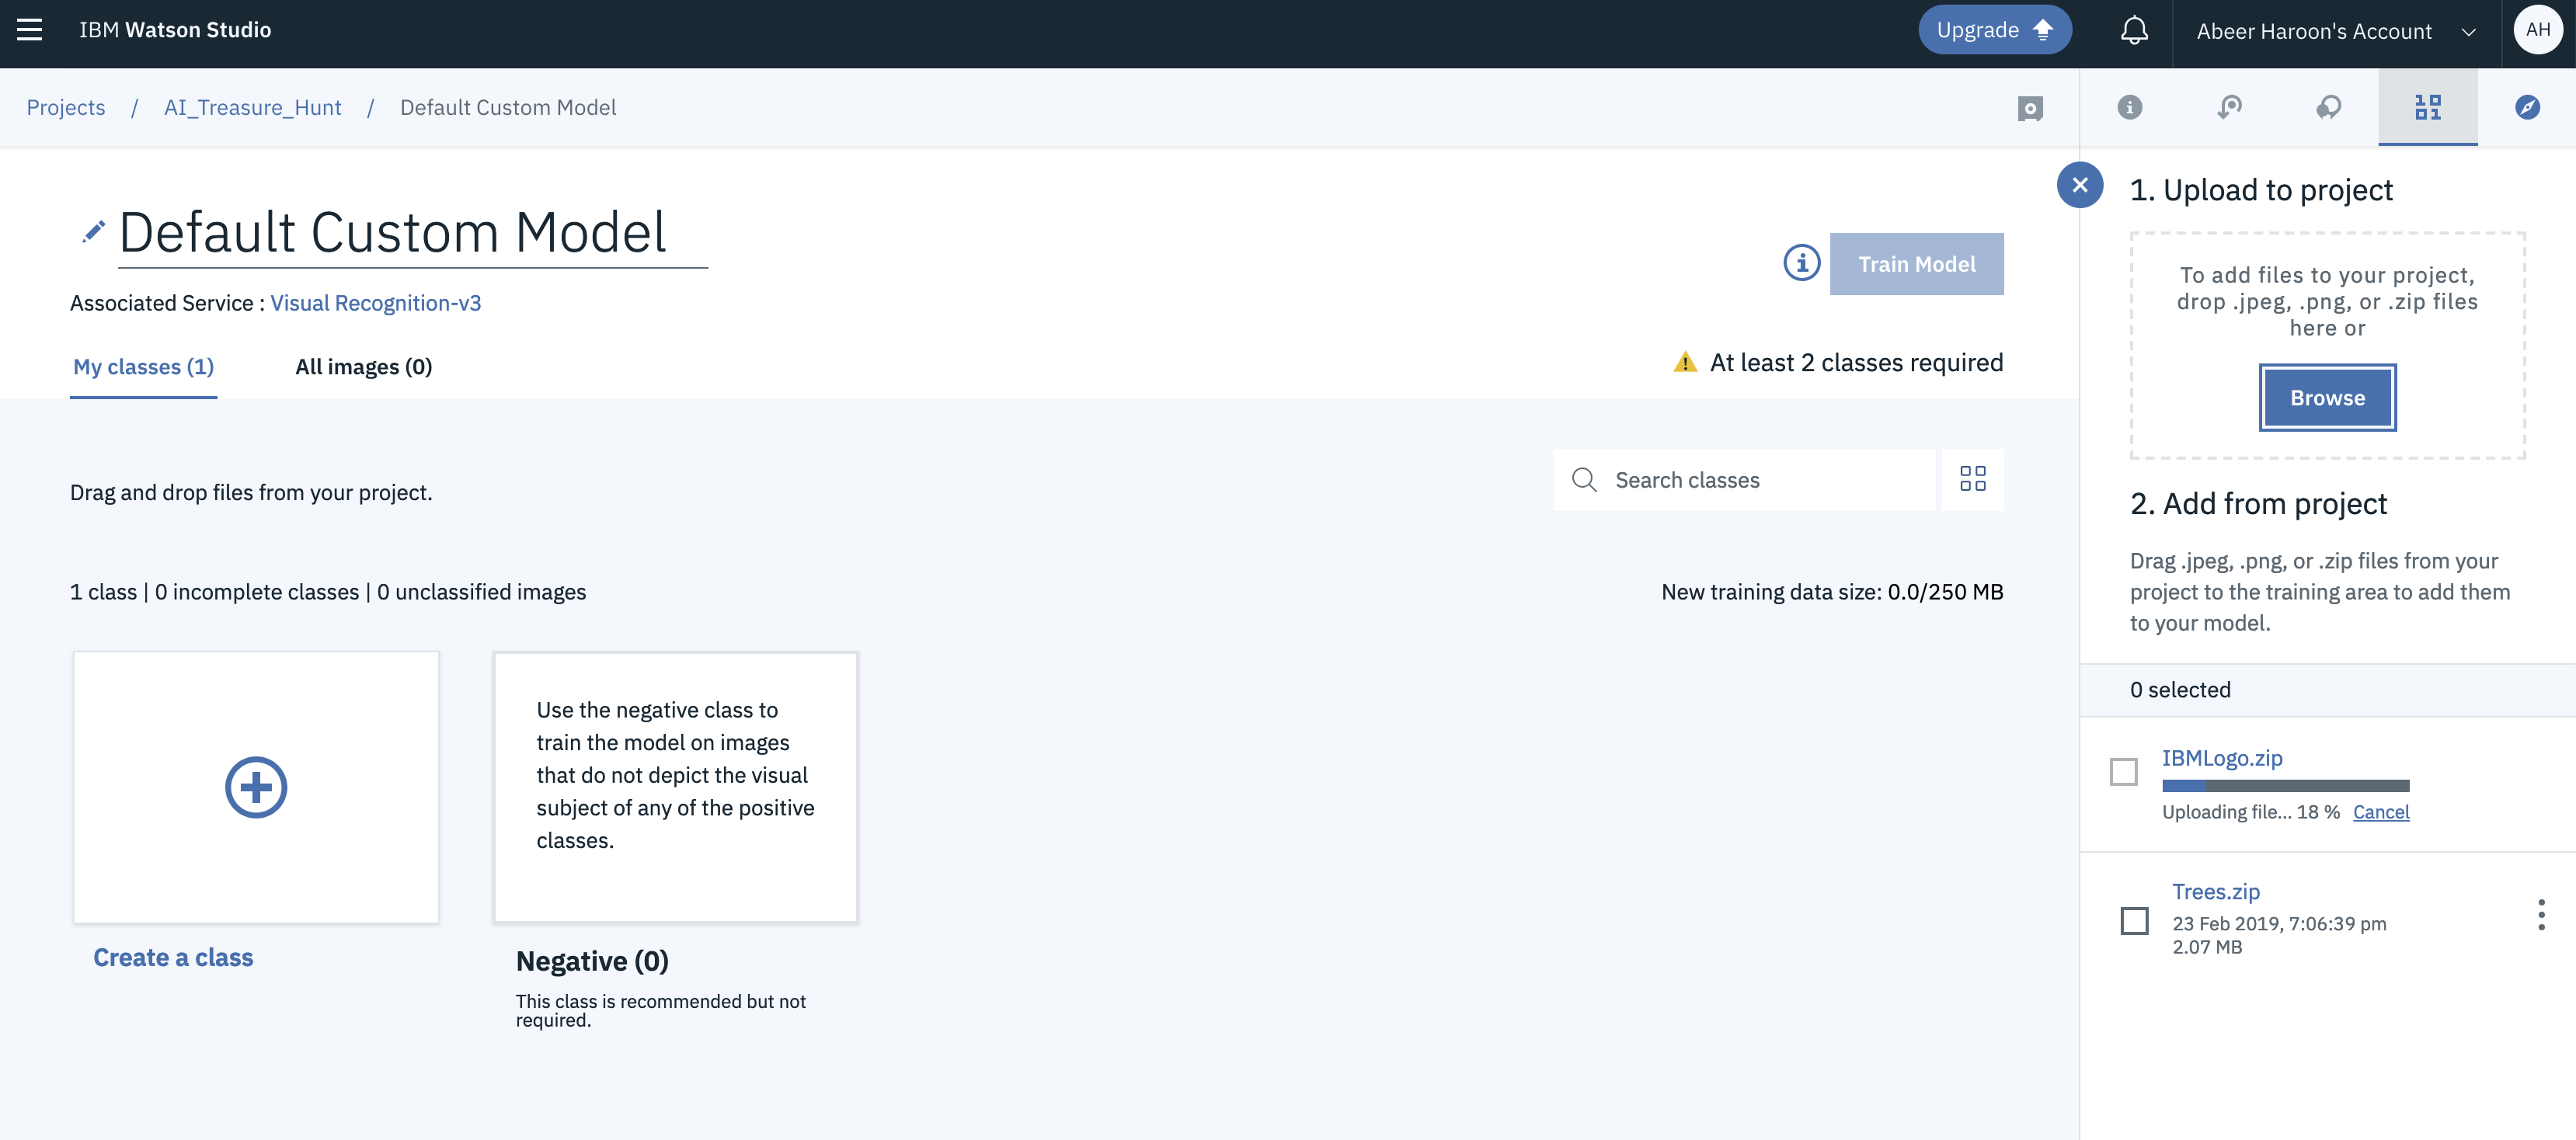 IBM Watson Studio
Upgrade
Abeer Haroon's Account
AH
Projects / AI_Treasure_Hunt / Default Custom Model
Default Custom Model
Train Model
Associated Service : Visual Recognition-v3
My classes (1)
All images (0)
At least 2 classes required
Drag and drop files from your project.
Search classes
1 class | 0 incomplete classes | 0 unclassified images
New training data size: 0.0/250 MB
Create a class
Use the negative class to
train the model on images
that do not depict the visual
subject of any of the positive
classes.
Negative (0)
This class is recommended but not
required.
1. Upload to project
To add files to your project,
drop .jpeg, .png, or .zip files
here or
Browse
2. Add from project
Drag .jpeg, .png, or .zip files from your
project to the training area to add them
to your model.
0 selected
IBMLogo.zip
Uploading file... 18 % Cancel
Trees.zip
23 Feb 2019, 7:06:39 pm
2.07 MB